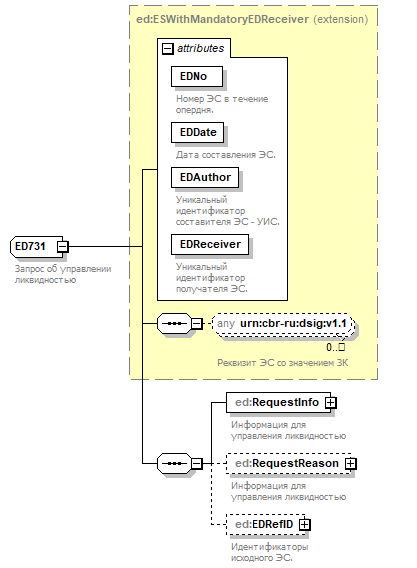 ed:ESWithMandatoryEDReceiver (extension)
attributes
EDNo
Номер ЭС в течение
опердня.
EDDate
Дата составления ЭС.
EDAuthor
Уникальный
идентификатор
составителя ЭС - УИС.
EDReceiver
Уникальный
идентификатор
получателя ЭС.
ED731
Запрос об управлении
ликвидностью
any urn:cbr-ru:dsig:v1.1
0..
Реквизит ЭС со значением ЗК
ed:RequestInfo
Информация для
управления ликвидностью
ed:RequestReason
Информация для
управления ликвидностью
ed:EDRefID
Идентификаторы
исходного ЭС.